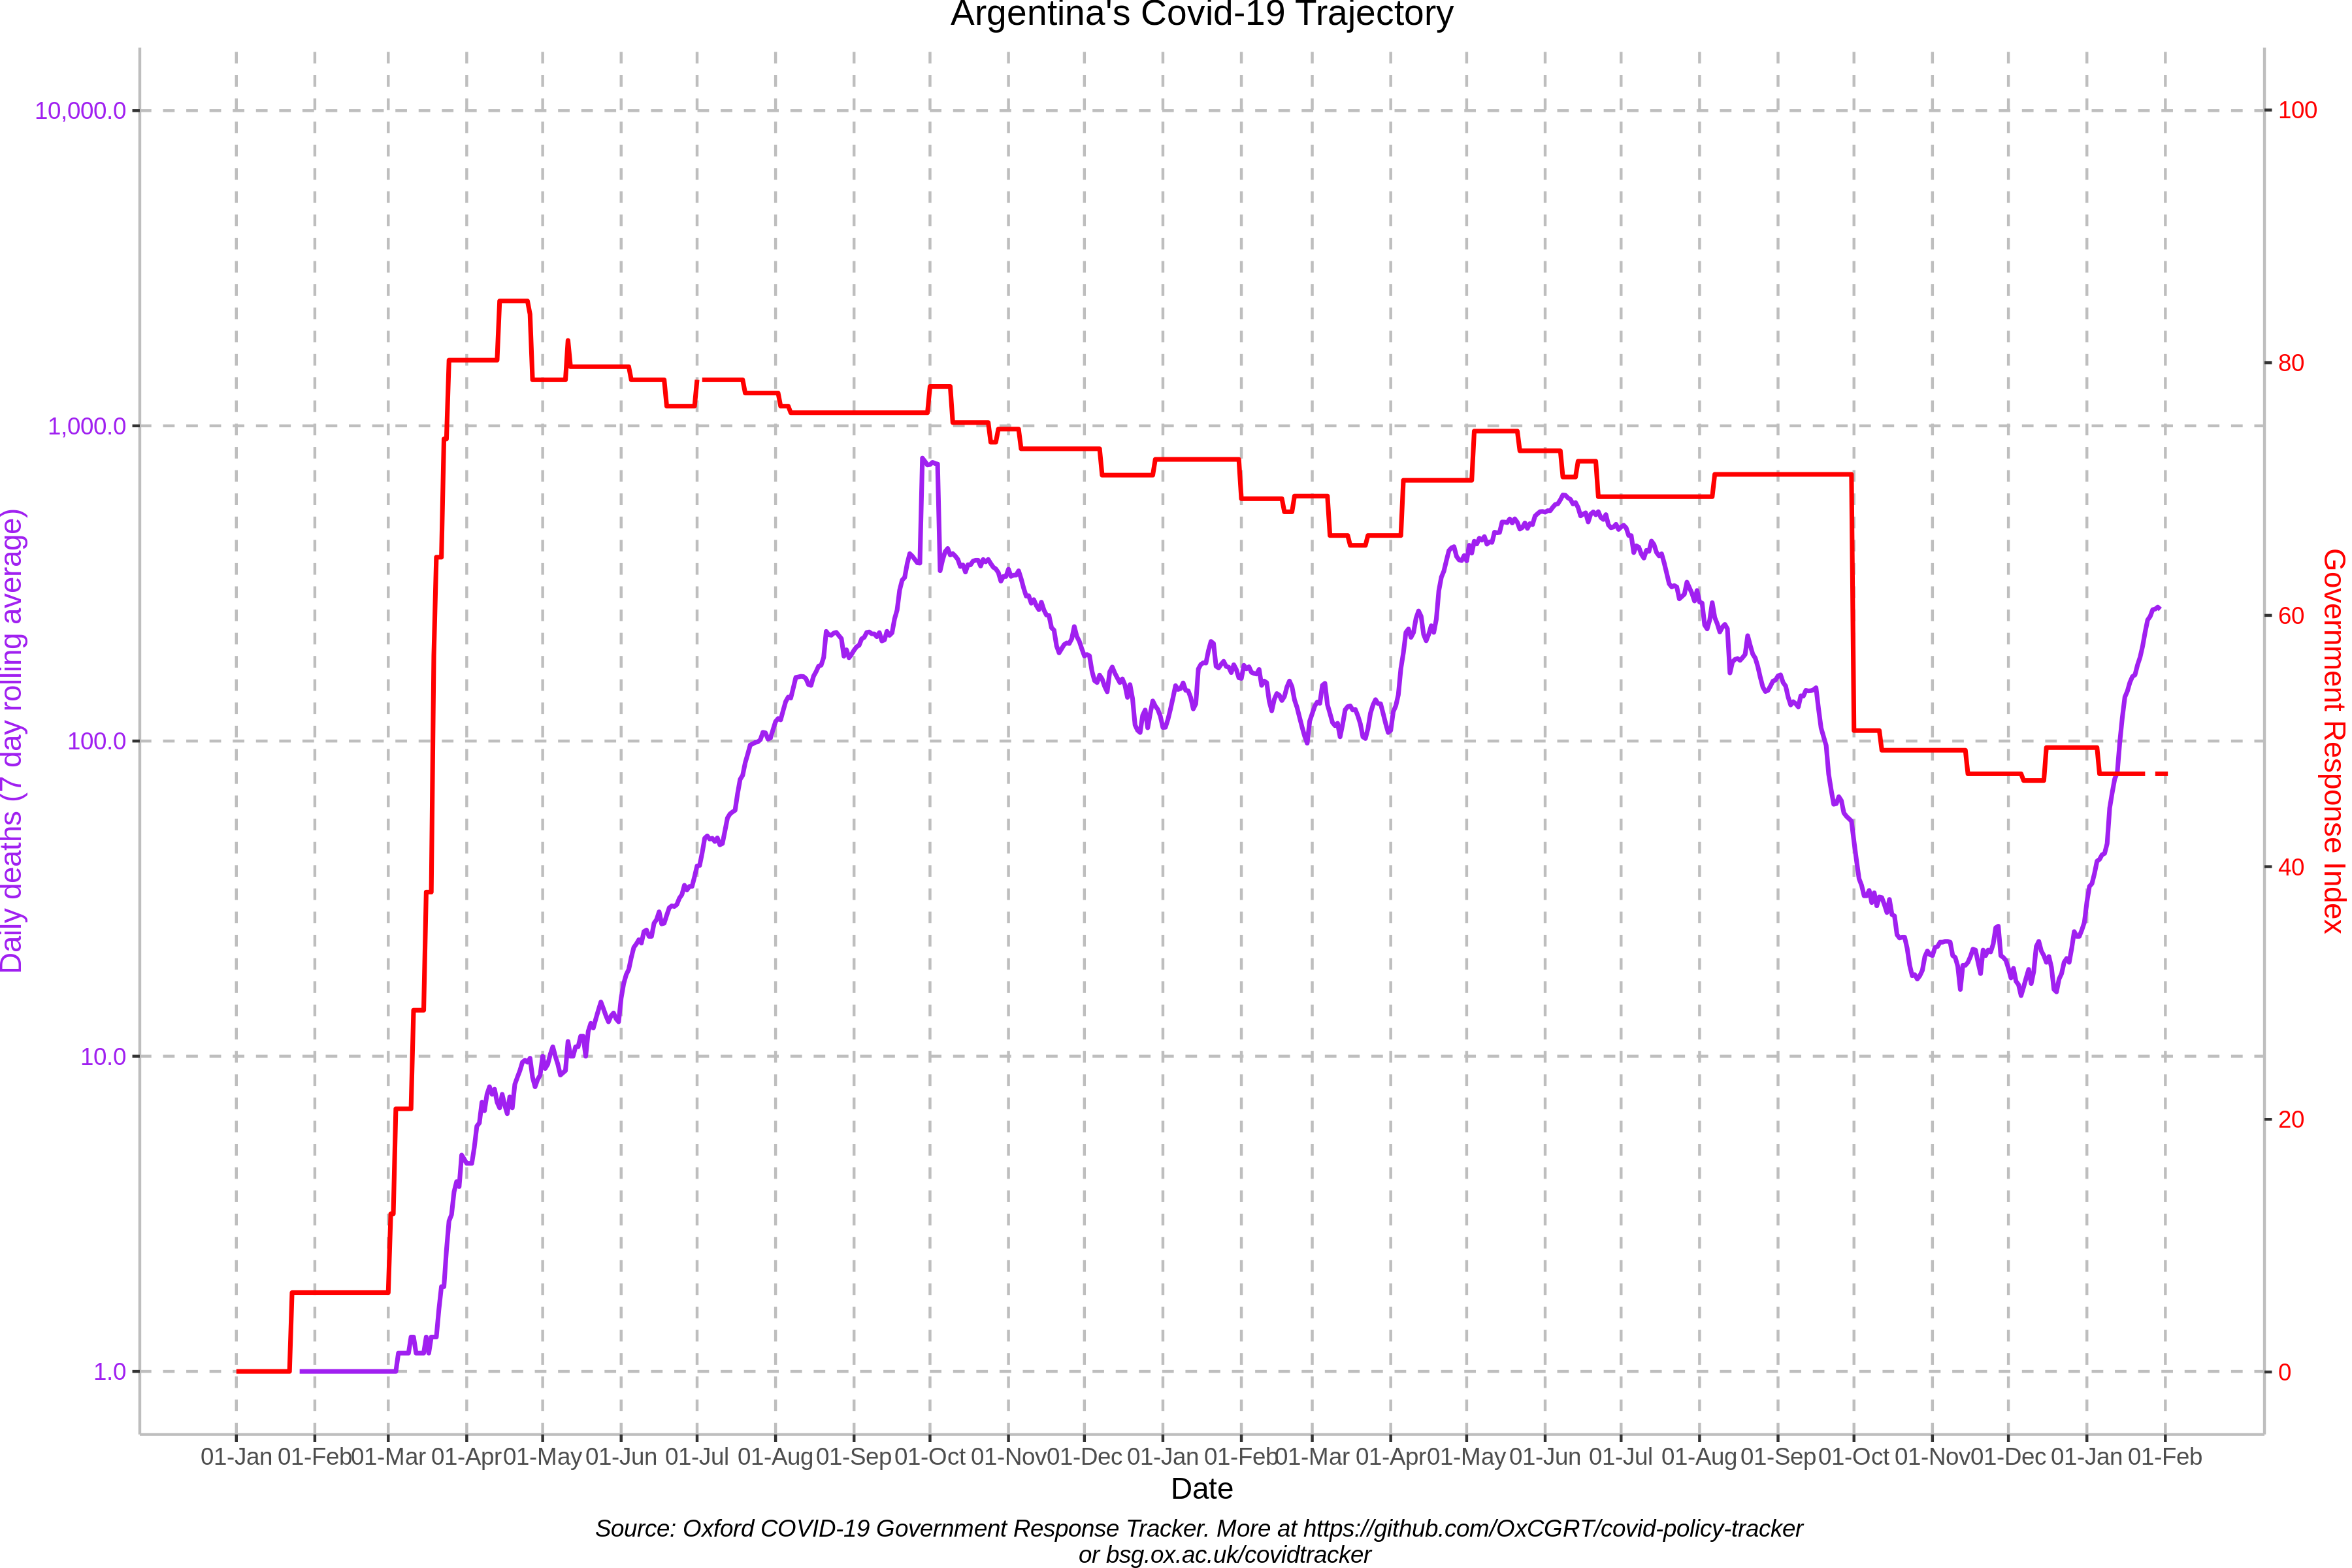 Argentina's Covid-19 Trajectory
10,000.0
1,000.0
100.0
10.0
1.0
Daily deaths (7 day rolling average)
100
80
60
40
20
0
Government Response Index
01-Jan 01-Feb 01-Mar 01-Apr 01-May 01-Jun 01-Jul 01-Aug 01-Sep 01-Oct 01-Nov 01-Dec 01-Jan 01-Feb 01-Mar 01-Apr 01-May 01-Jun 01-Jul 01-Aug 01-Sep 01-Oct 01-Nov 01-Dec 01-Jan 01-Feb
Date
Source: Oxford COVID-19 Government Response Tracker. More at https://github.com/OxCGRT/covid-policy-tracker
or bsg.ox.ac.uk/covidtracker